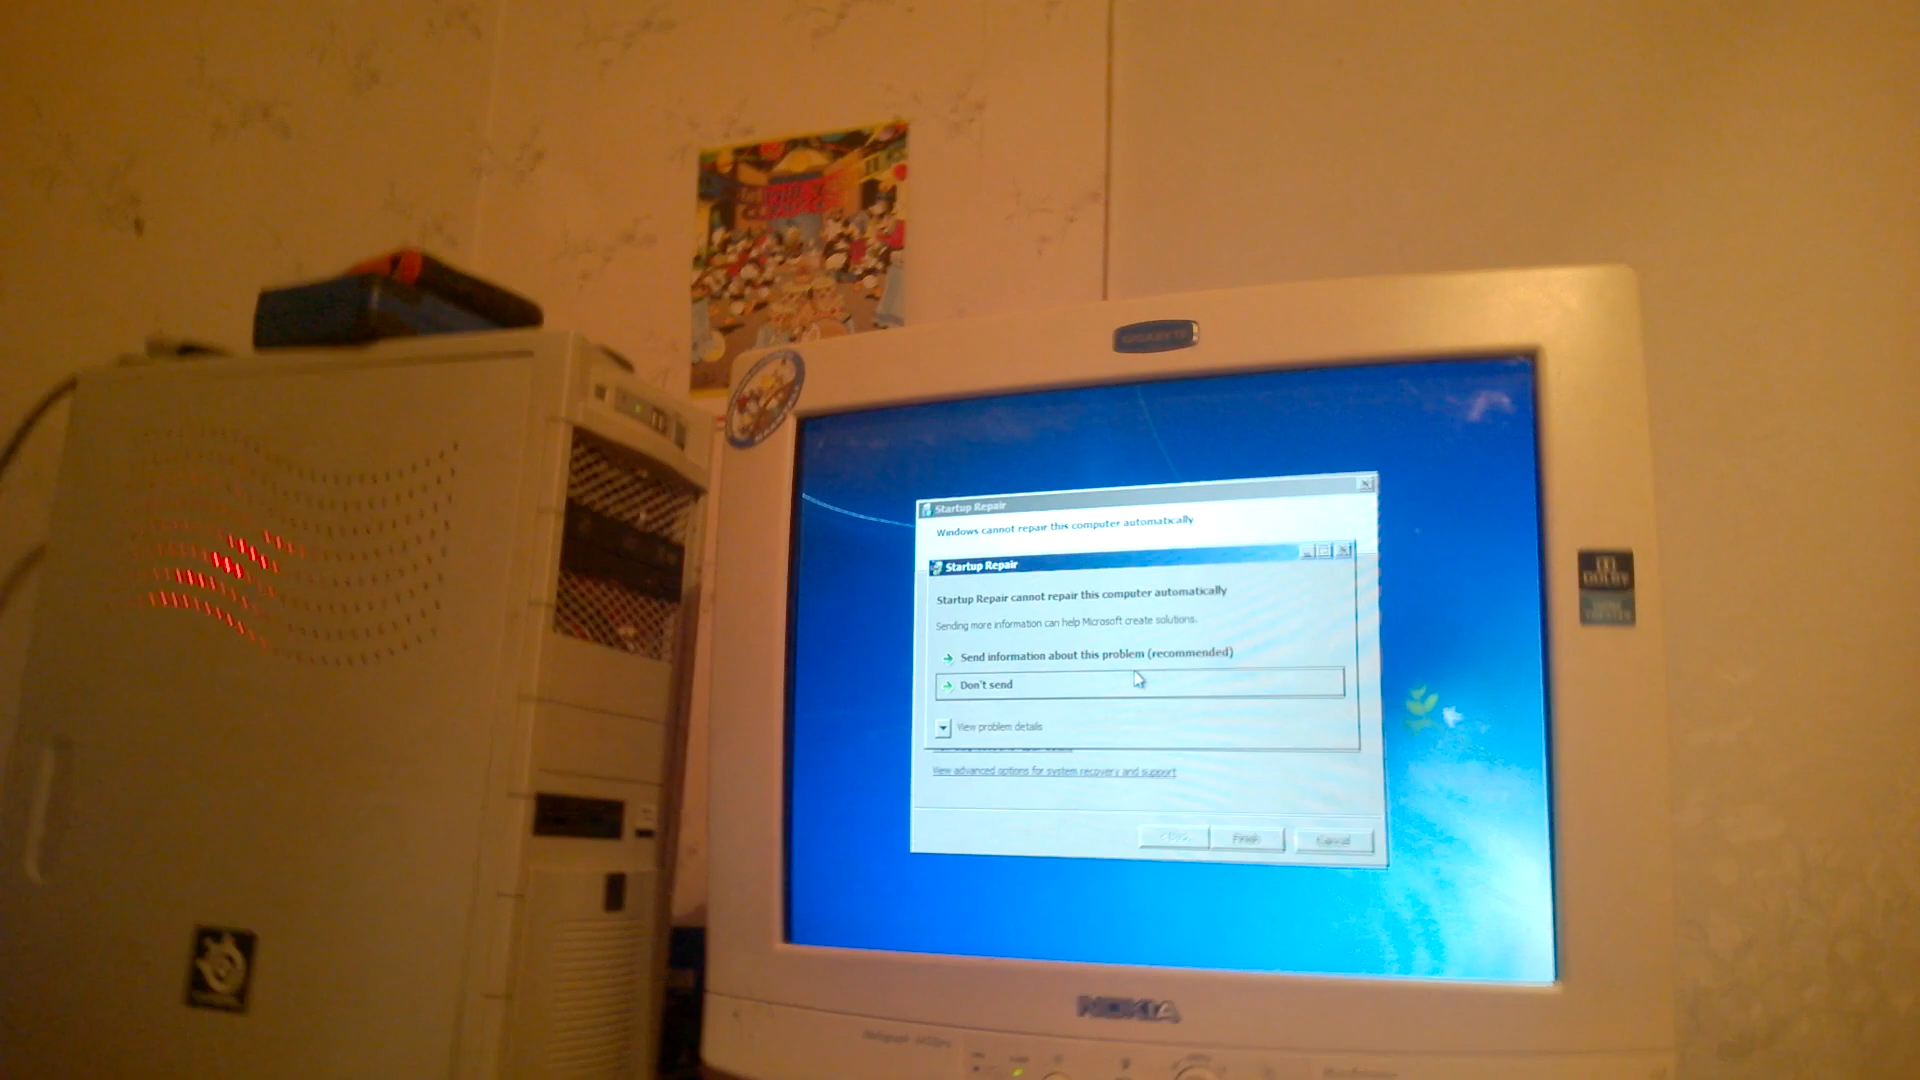 GIGABYTE
Startup Repair
Windows cannot repair this computer automatically
Startup Repair
Startup Repair cannot repair this computer automatically
Sending more information can help Microsoft create solutions.
Send information about this problem (recommended)
Don't send
View problem details
View advanced options for system recovery and support
Finish
Cancel
DOLBY
NOKIA